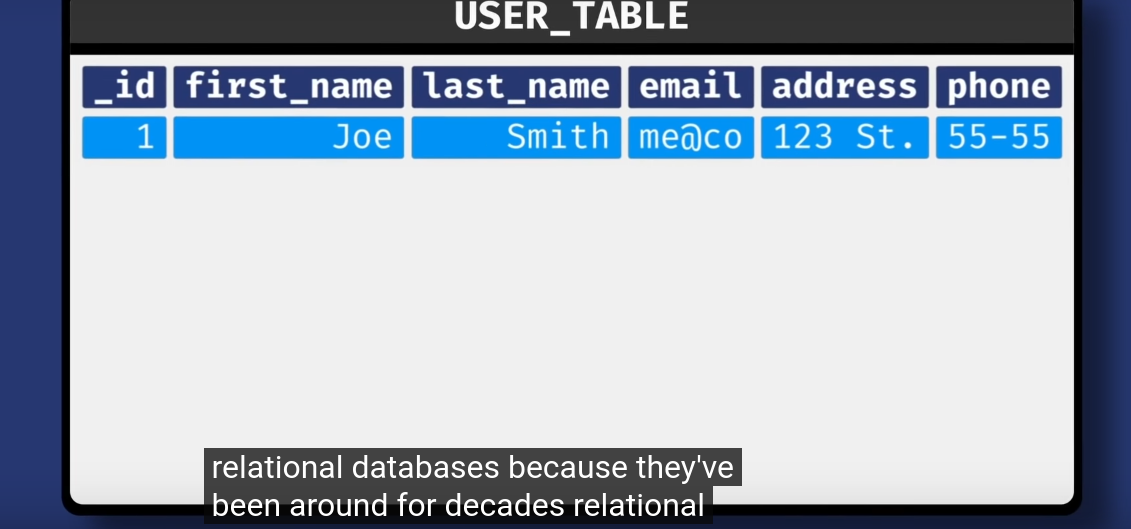 USER_TABLE
_id first_name last_name email address phone
1 Joe Smith me@co 123 St. 55-55
relational databases because they've
been around for decades relational